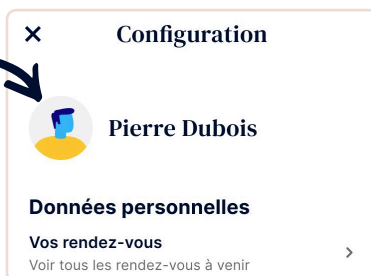 Configuration
Pierre Dubois
Données personnelles
Vos rendez-vous
Voir tous les rendez-vous à venir